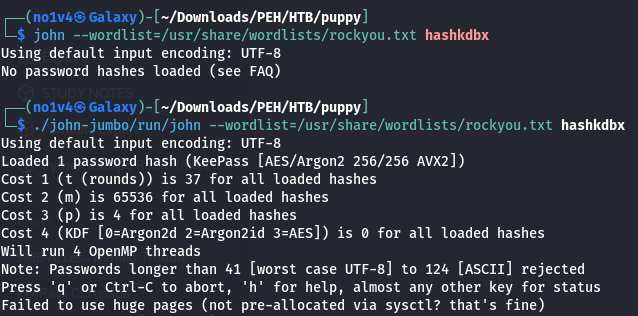 ┌──(no1v4㉿Galaxy)-[~/Downloads/PEH/HTB/puppy]
└─$ john --wordlist=/usr/share/wordlists/rockyou.txt hashkdbx
Using default input encoding: UTF-8
No password hashes loaded (see FAQ)
STUDY NOTES
┌──(no1v4㉿Galaxy)-[~/Downloads/PEH/HTB/puppy]
└─$ ./john-jumbo/run/john --wordlist=/usr/share/wordlists/rockyou.txt hashkdbx
Using default input encoding: UTF-8
Loaded 1 password hash (KeePass [AES/Argon2 256/256 AVX2])
Cost 1 (t (rounds)) is 37 for all loaded hashes
Cost 2 (m) is 65536 for all loaded hashes
Cost 3 (p) is 4 for all loaded hashes
Cost 4 (KDF [0=Argon2d 2=Argon2id 3=AES]) is 0 for all loaded hashes
Will run 4 OpenMP threads
Note: Passwords longer than 41 [worst case UTF-8] to 124 [ASCII] rejected
Press 'q' or Ctrl-C to abort, 'h' for help, almost any other key for status
Failed to use huge pages (not pre-allocated via sysctl? that's fine)